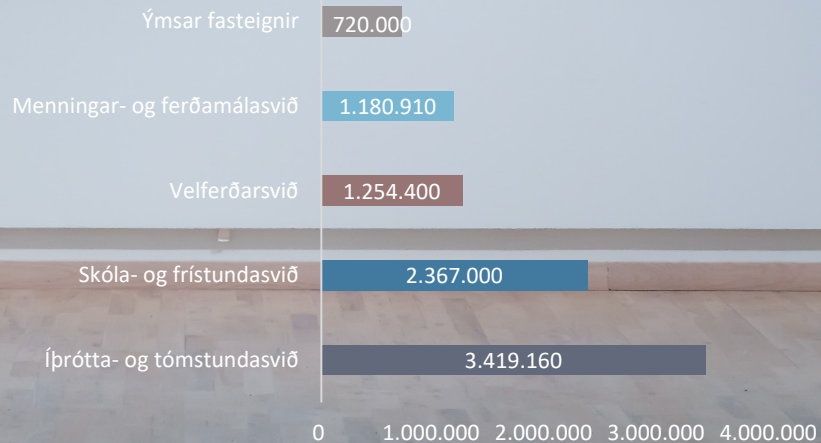 Ýmsar fasteignir 720.000
Menningar- og ferðamálasvið 1.180.910
Velferðarsvið 1.254.400
Skóla- og frístundasvið 2.367.000
Íþrótta- og tómstundasvið 3.419.160
0 1.000.000 2.000.000 3.000.000 4.000.000